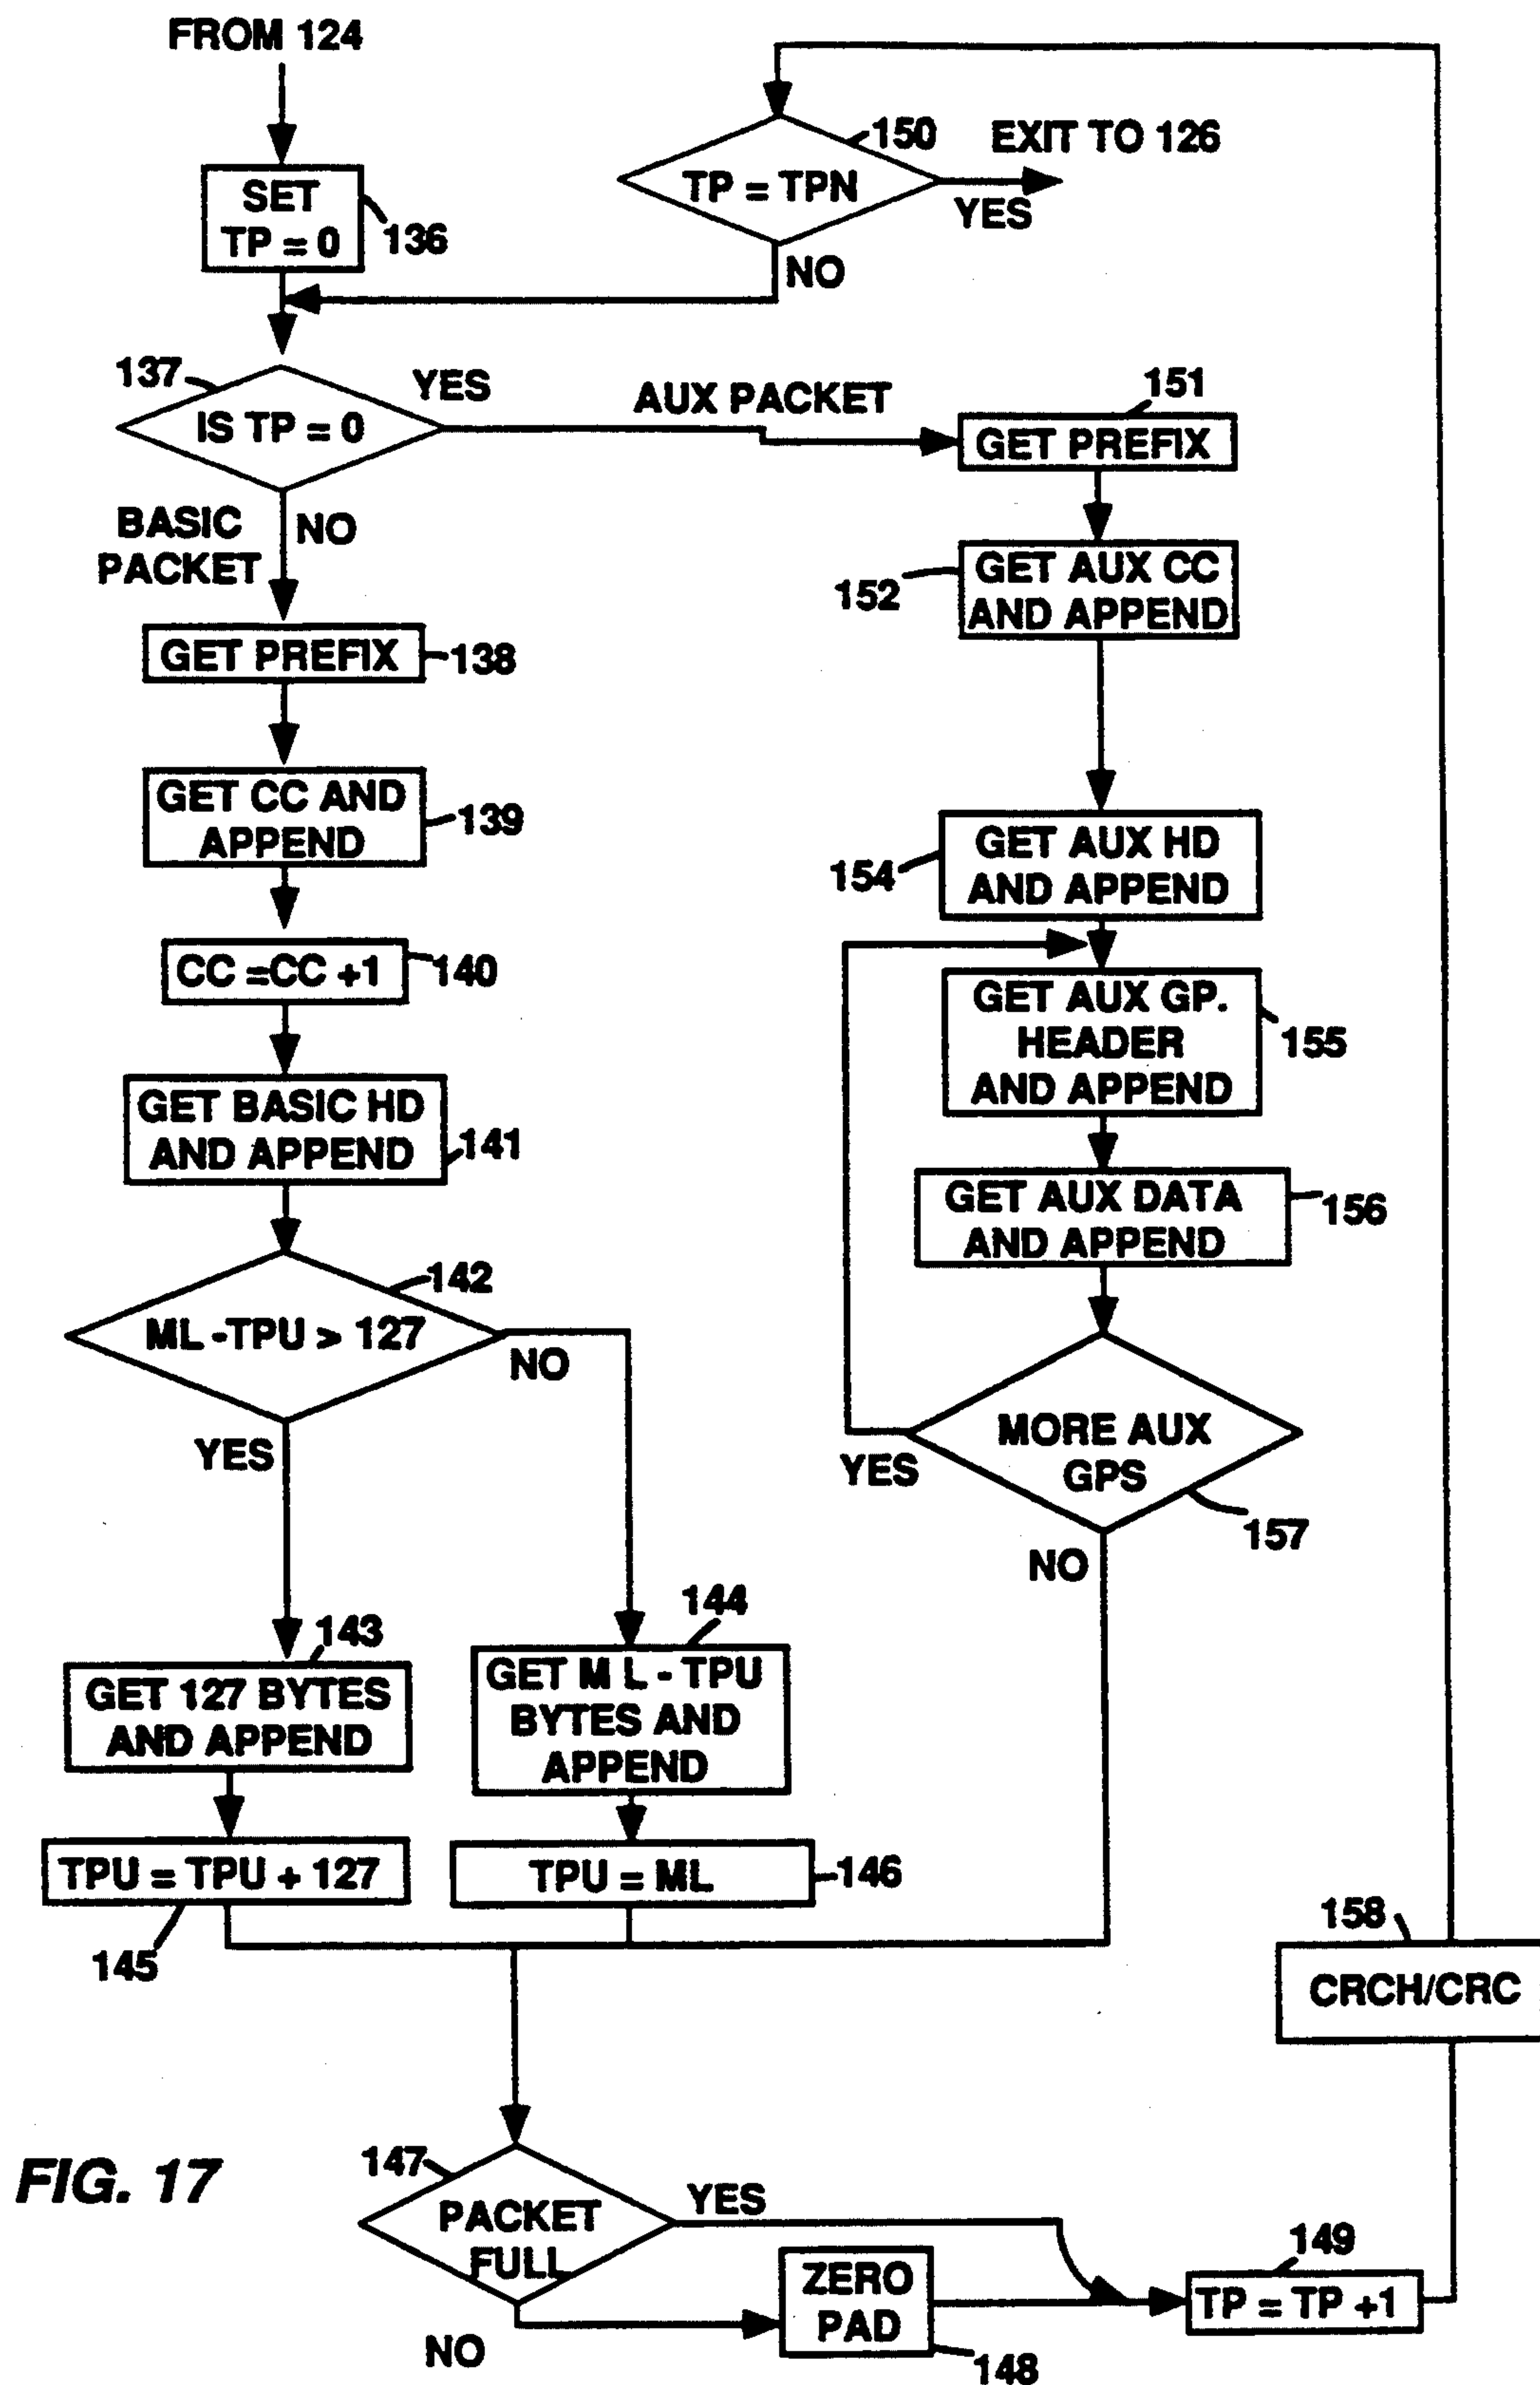 FROM 124
SET
TP = 0
136
150
TP = TPN
EXIT TO 126
YES
NO
137
IS TP = 0
YES
AUX PACKET
BASIC
PACKET
NO
151
GET PREFIX
152
GET AUX CC
AND APPEND
GET PREFIX
138
GET CC AND
APPEND
139
154
GET AUX HD
AND APPEND
CC =CC +1
140
GET AUX GP.
HEADER
AND APPEND
155
GET BASIC HD
AND APPEND
141
GET AUX DATA
AND APPEND
156
142
ML -TPU > 127
NO
YES
MORE AUX
GPS
YES
157
NO
143
GET 127 BYTES
AND APPEND
144
GET M L - TPU
BYTES AND
APPEND
TPU = TPU + 127
145
TPU = ML
146
158
CRCH/CRC
FIG. 17
147
PACKET
FULL
YES
NO
ZERO
PAD
148
149
TP = TP +1